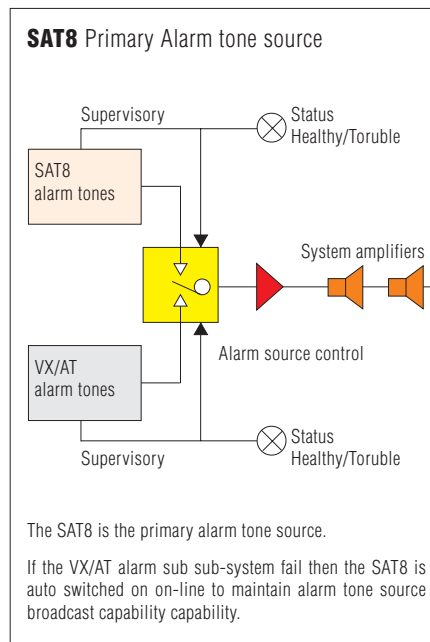 SAT8 Primary Alarm tone source
Supervisory
Status
Healthy/Toruble
SAT8
alarm tones
System amplifiers
Alarm source control
VX/AT
alarm tones
Status
Healthy/Toruble
Supervisory
The SAT8 is the primary alarm tone source.
If the VX/AT alarm sub sub-system fail then the SAT8 is
auto switched on on-line to maintain alarm tone source
broadcast capability capability.